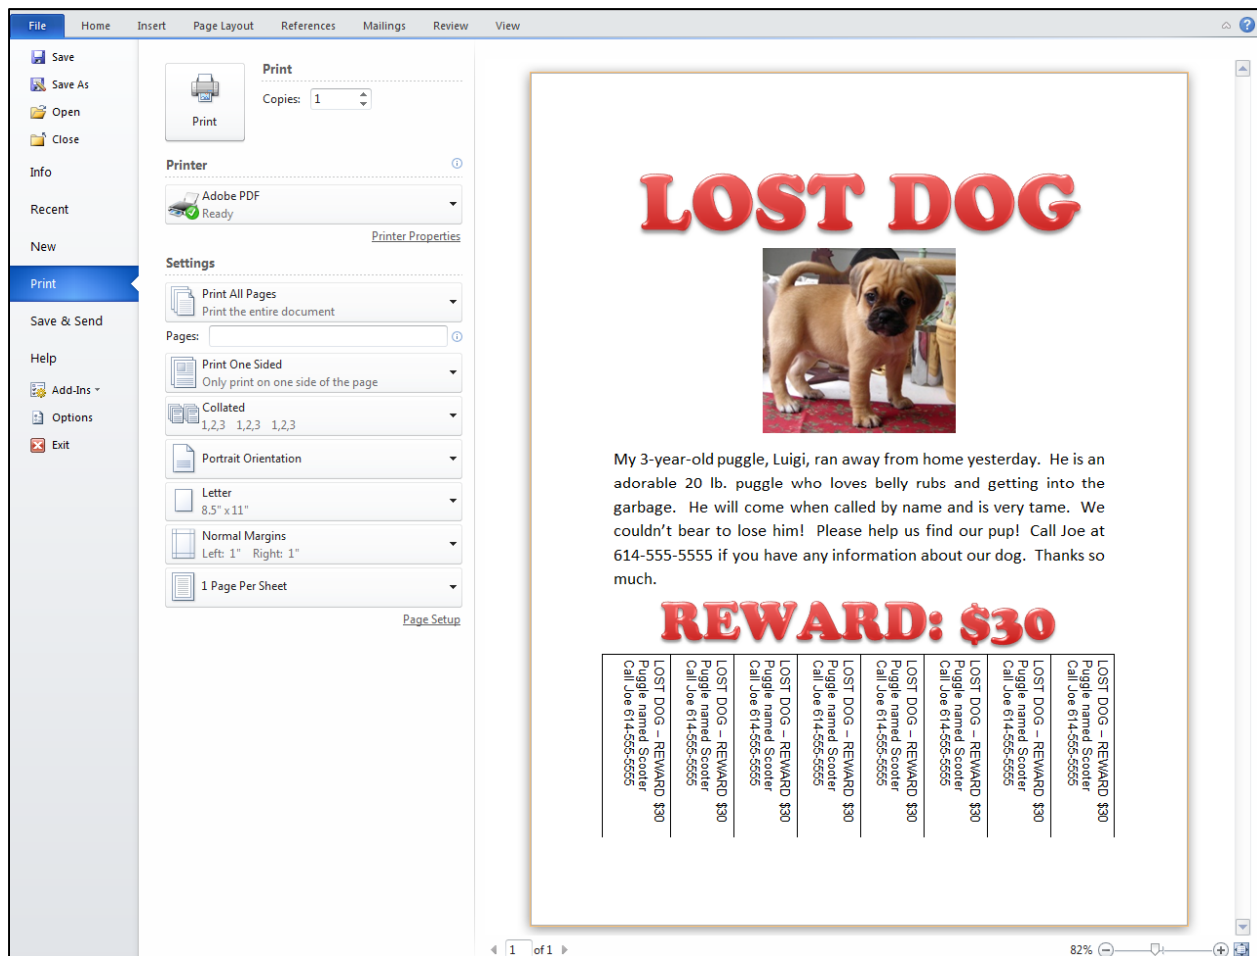 File Home Insert Page Layout References Mailings Review View
Save
Save As
Open
Close
Info
Recent
New
Print
Save & Send
Help
Add-Ins
Options
Exit
Print
Print
Copies: 1
Printer
Adobe PDF
Ready
Printer Properties
Settings
Print All Pages
Print the entire document
Pages:
Print One Sided
Only print on one side of the page
Collated
1,2,3 1,2,3 1,2,3
Portrait Orientation
Letter
8.5" x 11"
Normal Margins
Left: 1" Right: 1"
1 Page Per Sheet
Page Setup
LOST DOG
My 3-year-old puggle, Luigi, ran away from home yesterday. He is an
adorable 20 lb. puggle who loves belly rubs and getting into the
garbage. He will come when called by name and is very tame. We
couldn't bear to lose him! Please help us find our pup! Call Joe at
614-555-5555 if you have any information about our dog. Thanks so
much.
REWARD: $30
LOST DOG – REWARD $30
Puggle named Scooter
Call Joe 614-555-5555
LOST DOG – REWARD $30
Puggle named Scooter
Call Joe 614-555-5555
LOST DOG – REWARD $30
Puggle named Scooter
Call Joe 614-555-5555
LOST DOG – REWARD $30
Puggle named Scooter
Call Joe 614-555-5555
LOST DOG – REWARD $30
Puggle named Scooter
Call Joe 614-555-5555
LOST DOG – REWARD $30
Puggle named Scooter
Call Joe 614-555-5555
LOST DOG – REWARD $30
Puggle named Scooter
Call Joe 614-555-5555
LOST DOG – REWARD $30
Puggle named Scooter
Call Joe 614-555-5555
1 of 1
82%